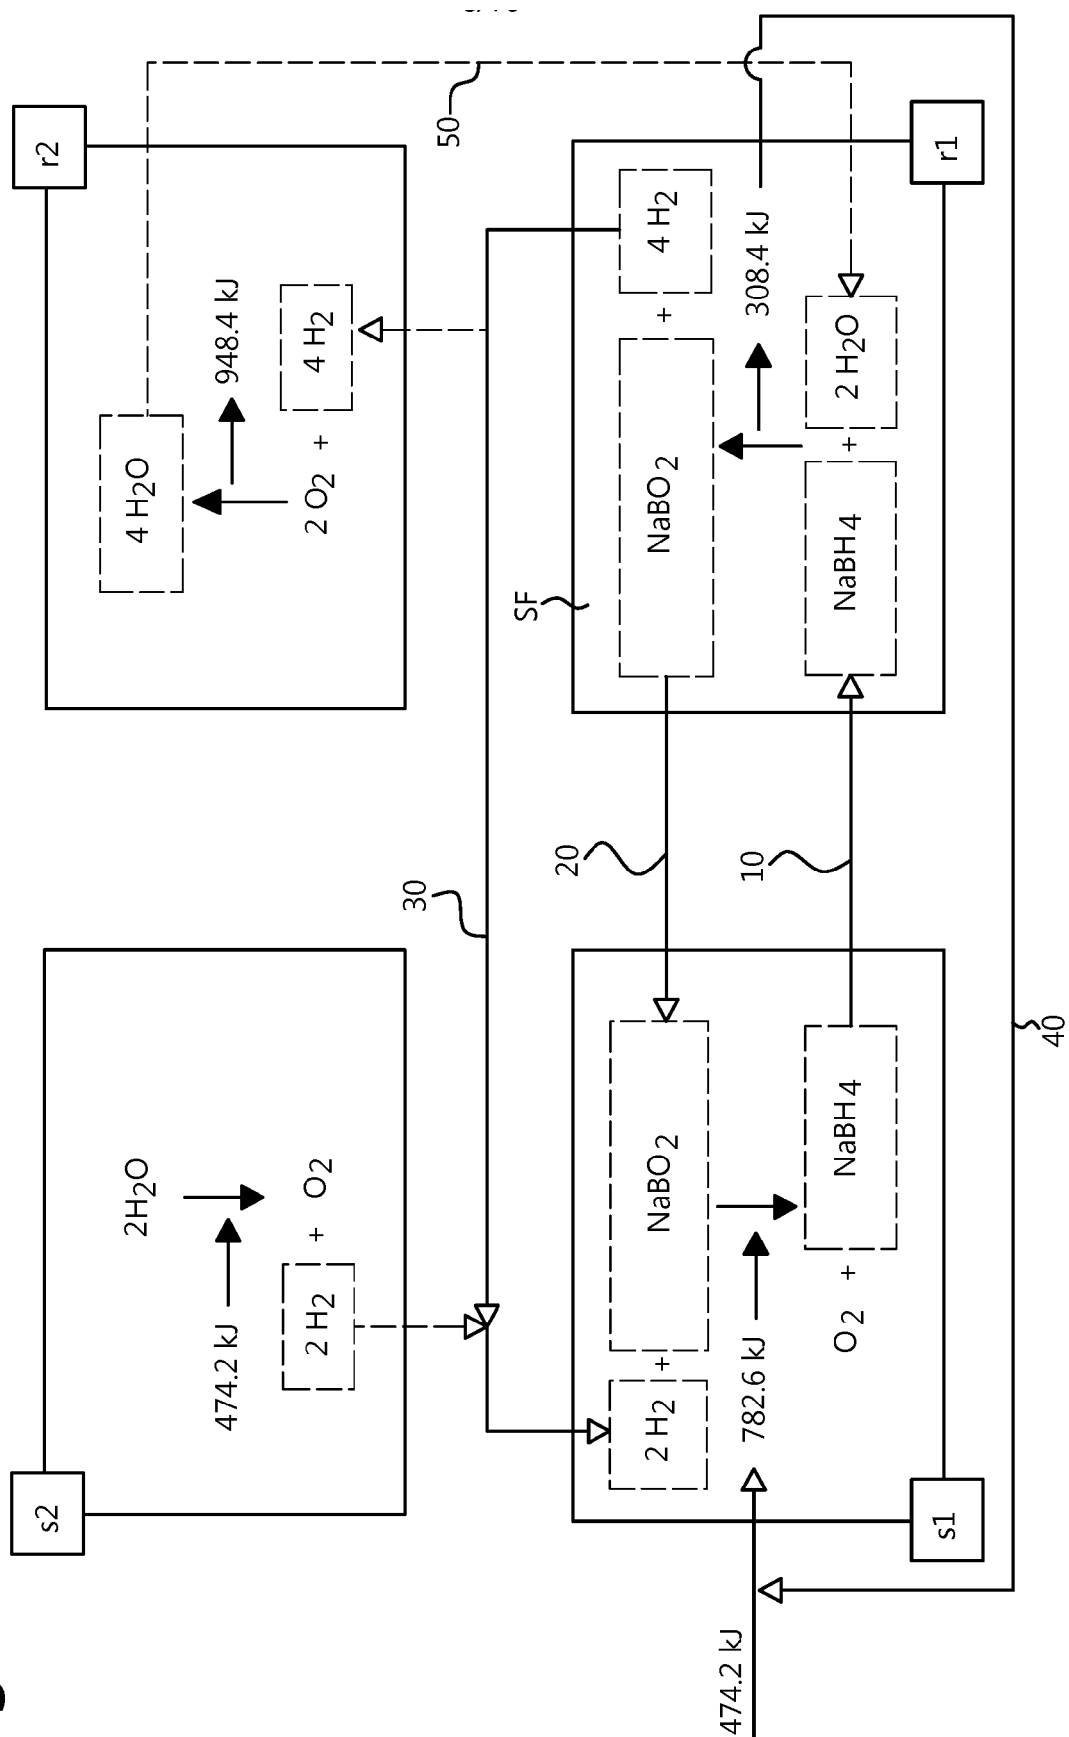 s2
474.2 kJ
2H2O
2 H2 + O2
r2
4 H2O
948.4 kJ
2 O2 + 4 H2
50
30
474.2 kJ
s1
2 H2 + NaBO2
782.6 kJ
O2 + NaBH4
20
10
SF
NaBO2 + 4 H2
308.4 kJ
NaBH4 + 2 H2O
r1
40